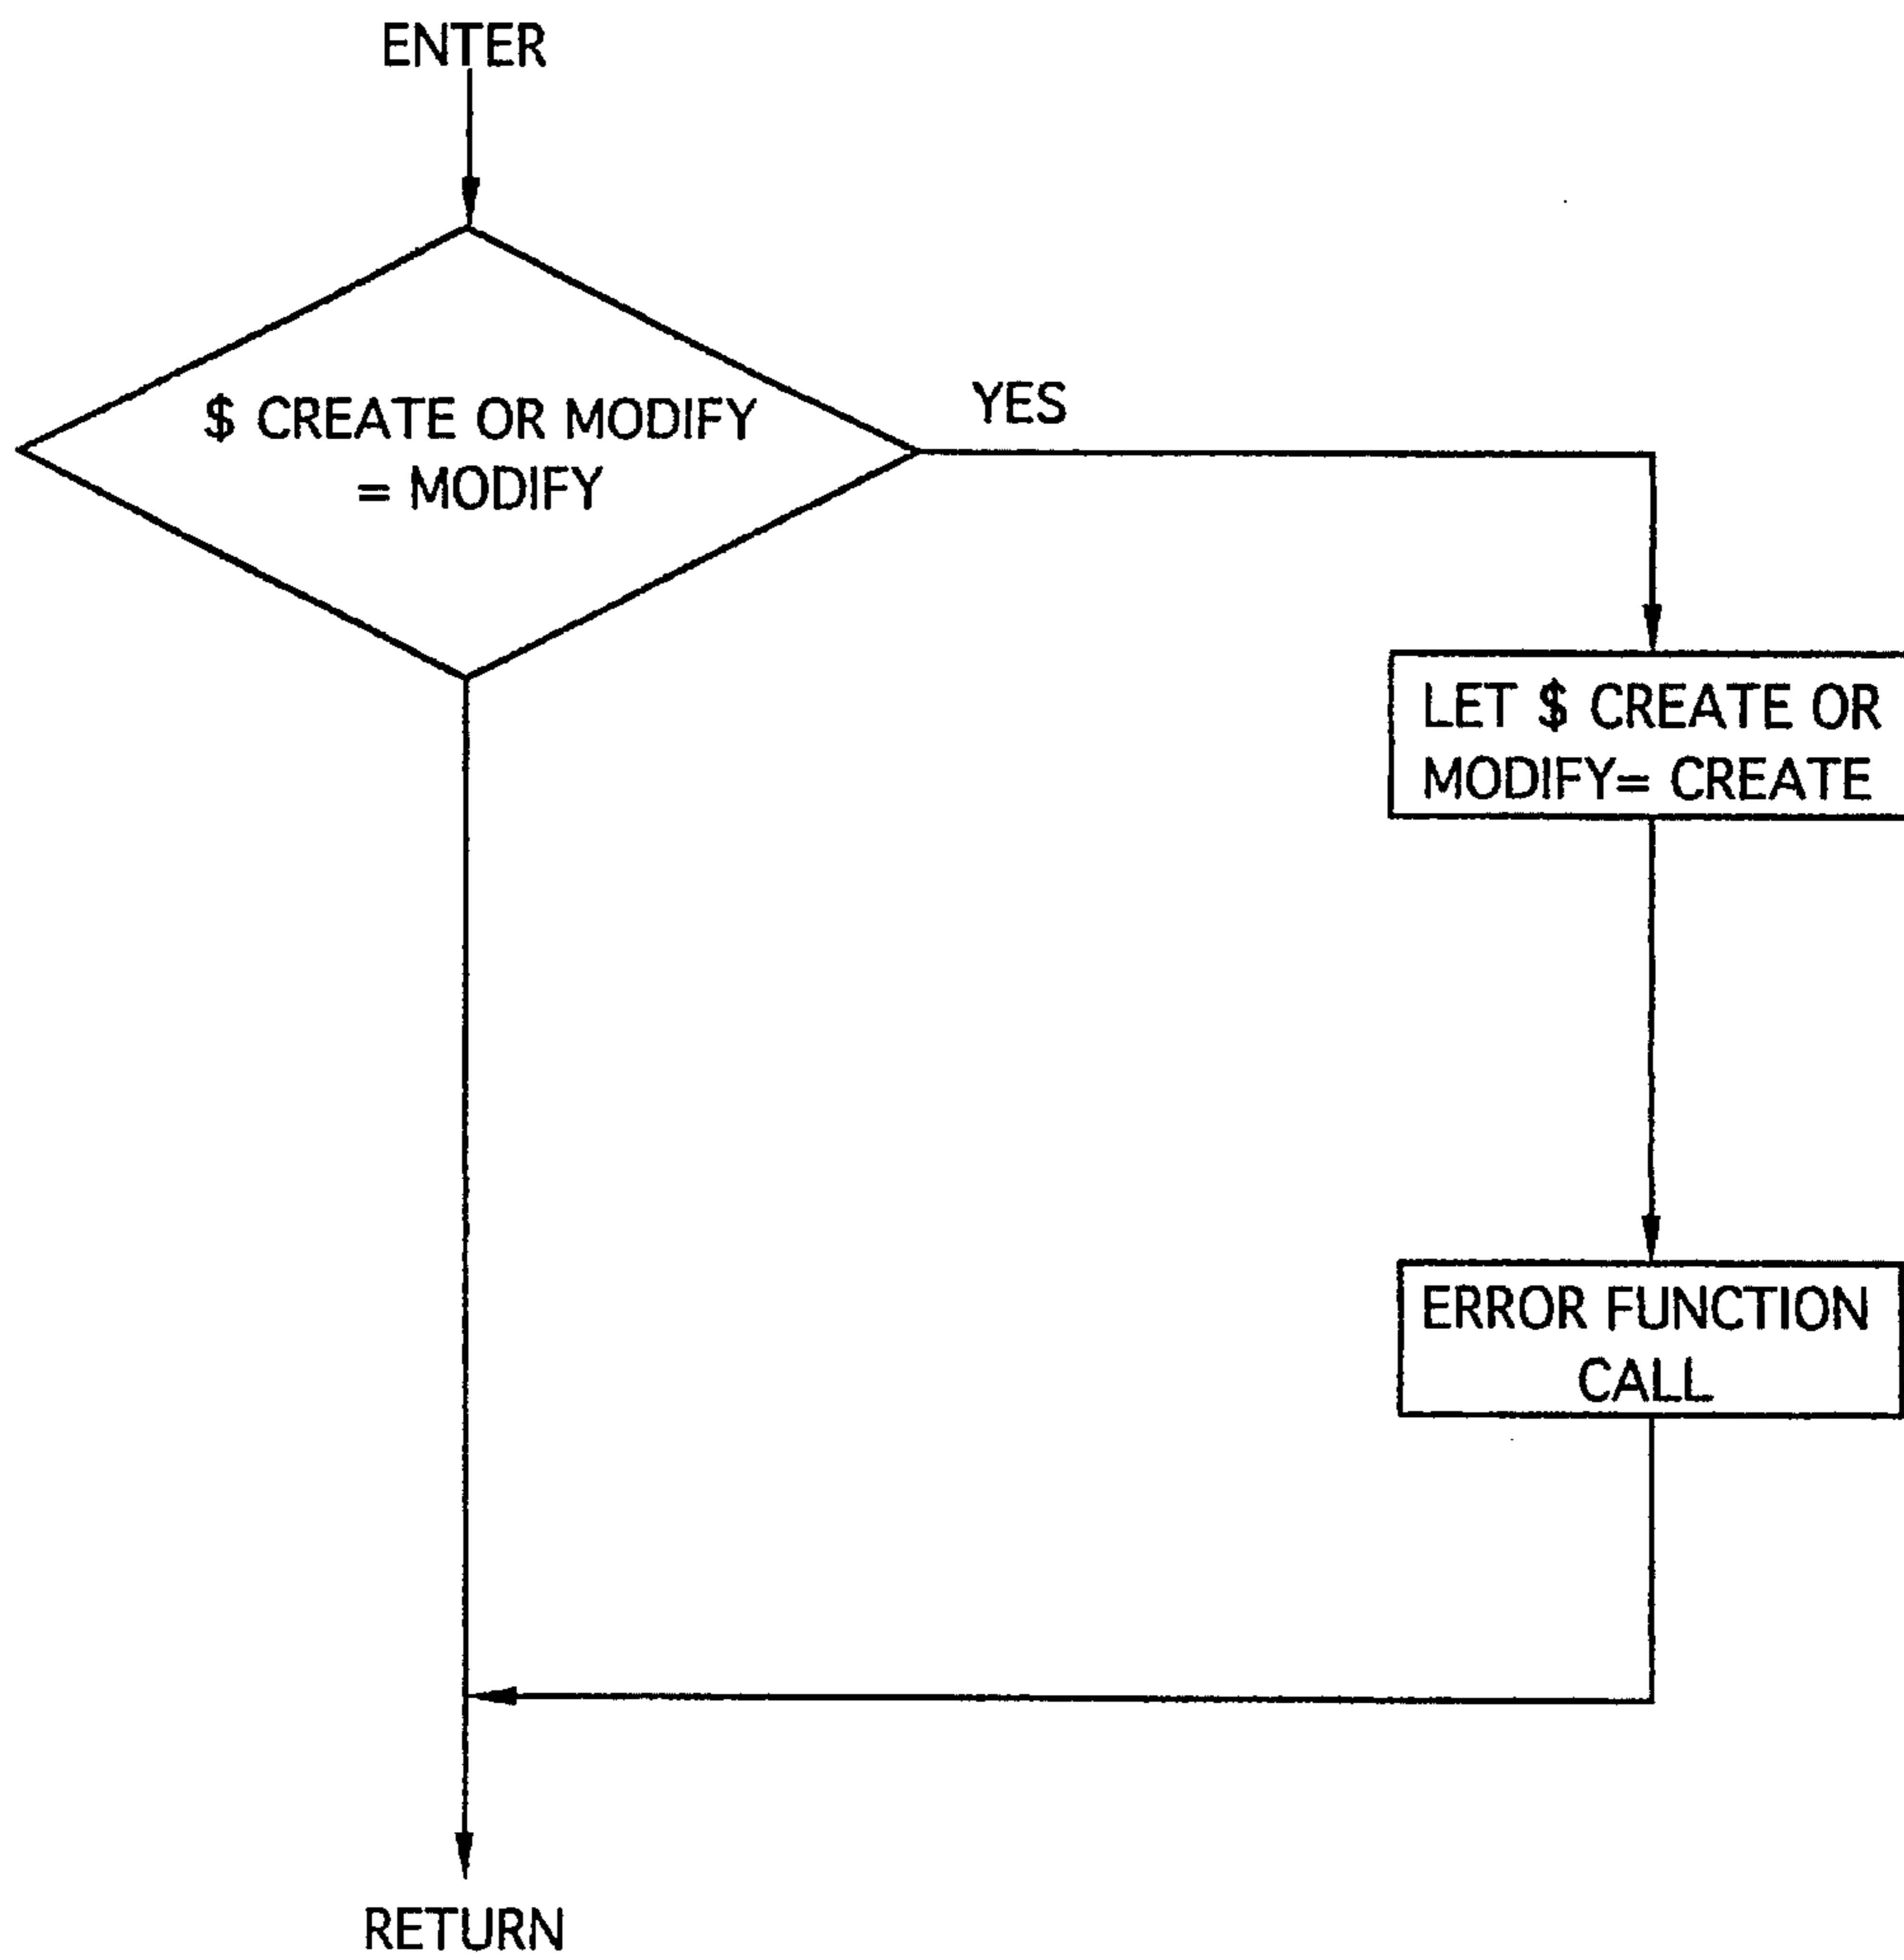 ENTER
$ CREATE OR MODIFY
= MODIFY
YES
LET $ CREATE OR
MODIFY= CREATE
ERROR FUNCTION
CALL
RETURN